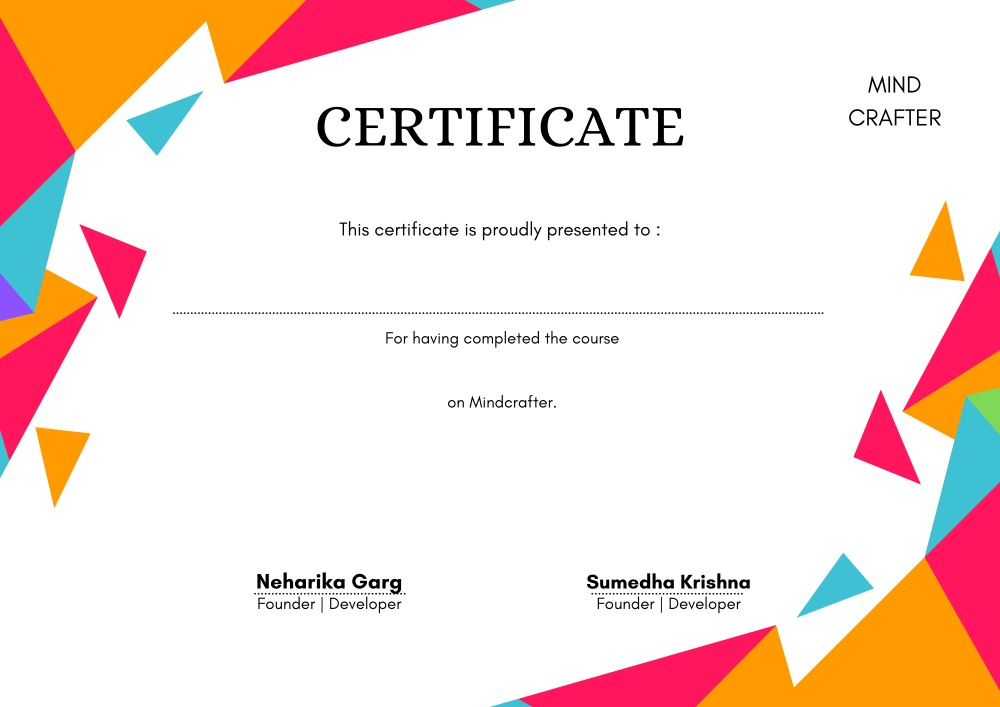 MIND
CRAFTER
CERTIFICATE
This certificate is proudly presented to :
For having completed the course
on Mindcrafter.
Neharika Garg
Founder | Developer
Sumedha Krishna
Founder | Developer